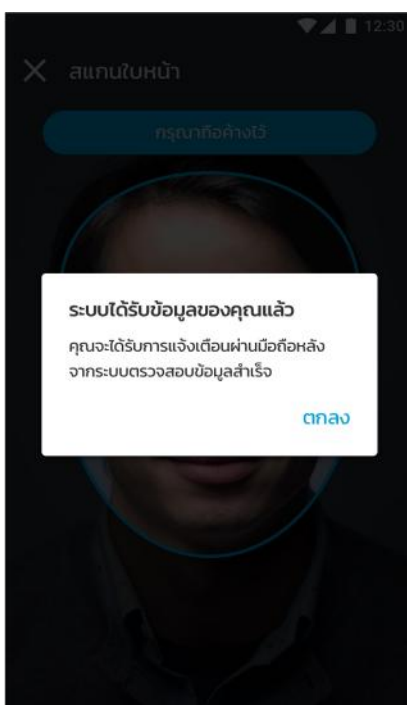 12:30
สแกนใบหน้า
กรุณาถือค้างไว้
ระบบได้รับข้อมูลของคุณแล้ว
คุณจะได้รับการแจ้งเตือนผ่านมือถือหลัง
จากระบบตรวจสอบข้อมูลสำเร็จ
ตกลง